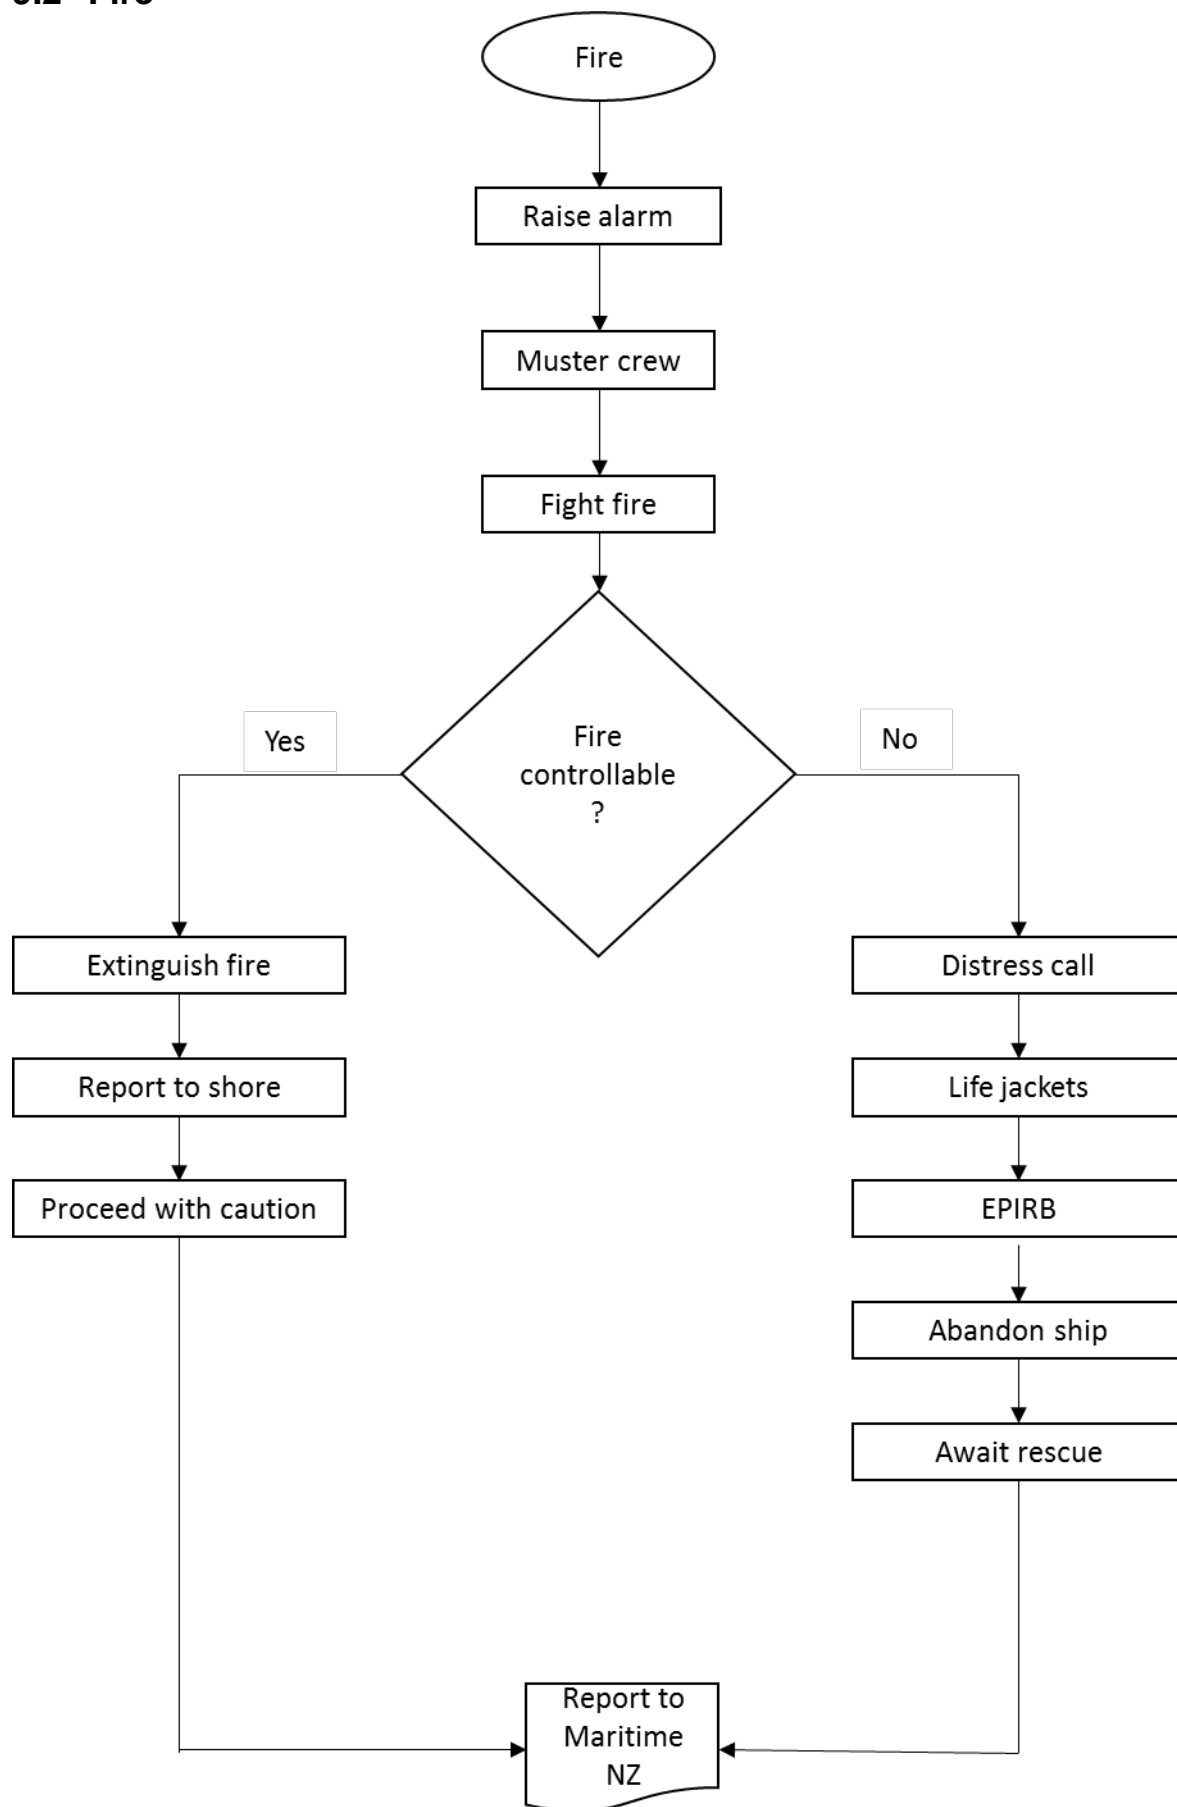 Fire
Raise alarm
Muster crew
Fight fire
Fire
controllable
?
Yes
No
Extinguish fire
Report to shore
Proceed with caution
Distress call
Life jackets
EPIRB
Abandon ship
Await rescue
Report to
Maritime
NZ